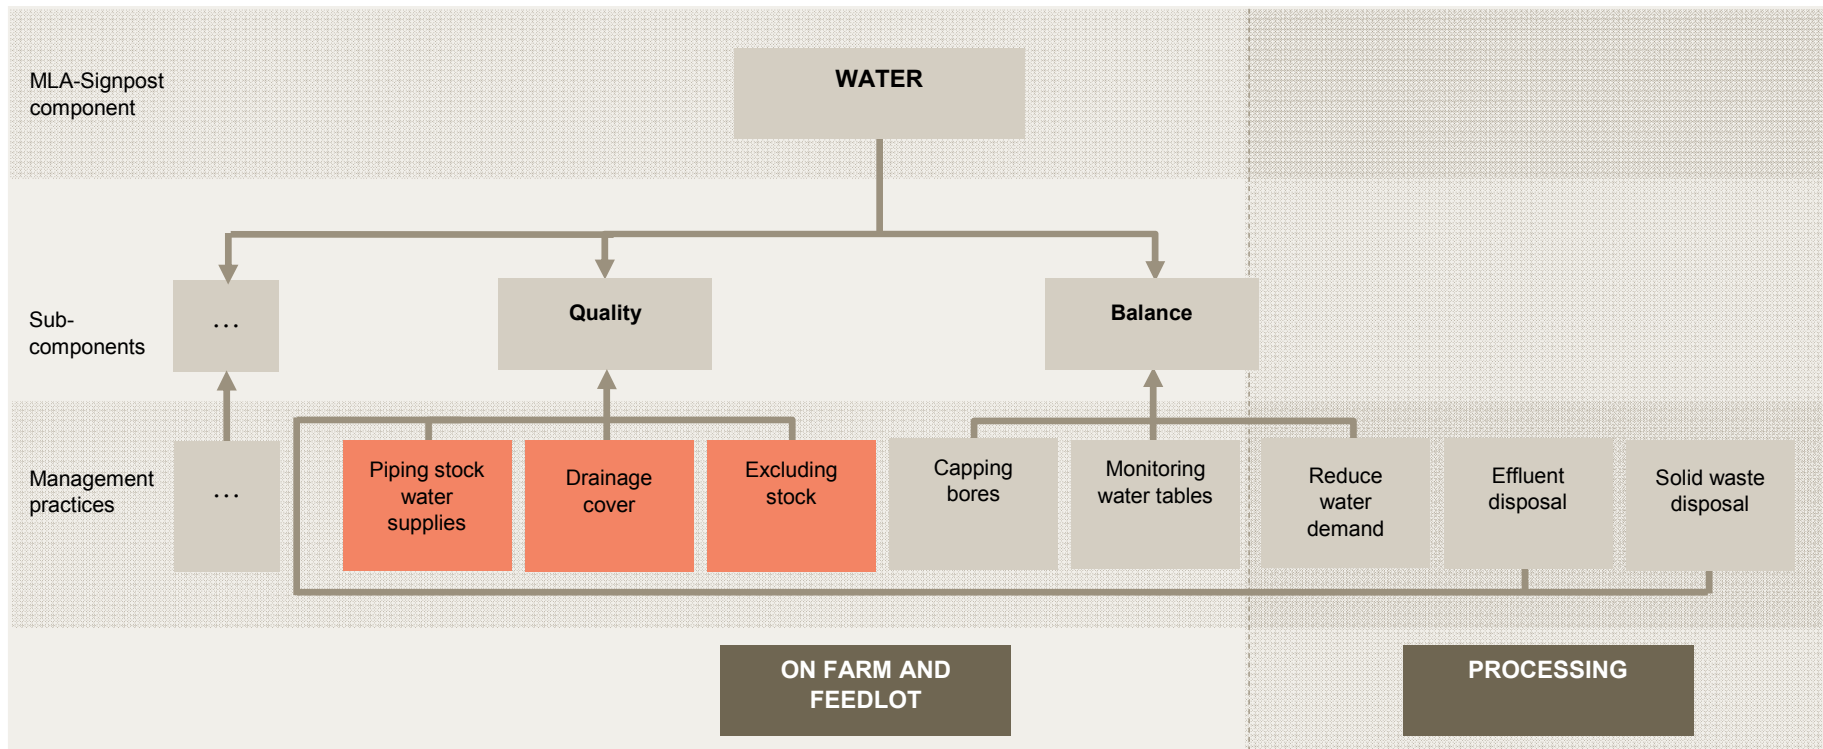 MLA-Signpost
component
WATER
Sub-
components
…
Quality
Balance
Management
practices
…
Piping stock
water
supplies
Drainage
cover
Excluding
stock
Capping
bores
Monitoring
water tables
Reduce
water
demand
Effluent
disposal
Solid waste
disposal
ON FARM AND
FEEDLOT
PROCESSING